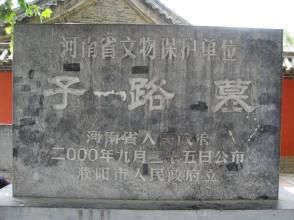 河南省文物保护单位
子路墓
河南省人民政府
二000年九月二十五日公布
濮阳市人民政府立